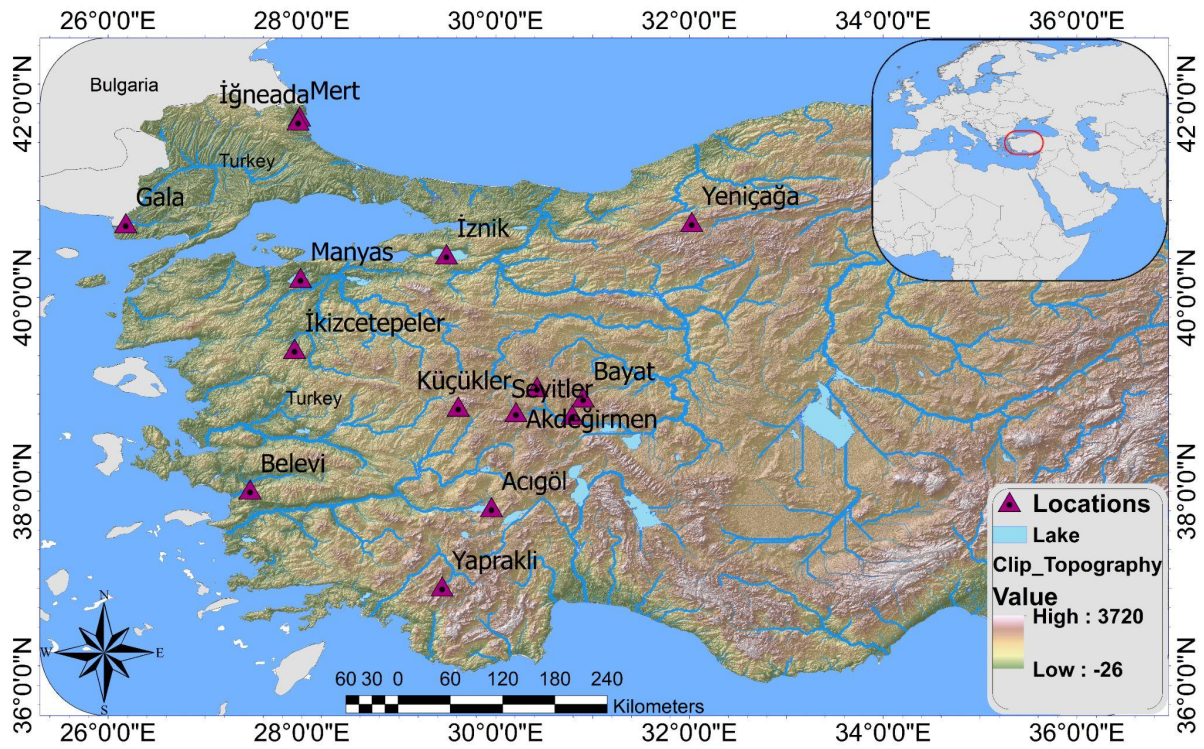 26°0'0"E 28°0'0"E 30°0'0"E 32°0'0"E 34°0'0"E 36°0'0"E
42°0'0"N
40°0'0"N
38°0'0"N
36°0'0"N
Bulgaria
İğneada Mert
Turkey
Gala
Yeniçağa
İznik
Manyas
İkizcetepeler
Küçükler
Seyitler
Bayat
Turkey
Akdeğirmen
Belevi
Acıgöl
Yaprakli
42°0'0"N
40°0'0"N
38°0'0"N
36°0'0"N
Locations
Lake
Clip_Topography
Value
High : 3720
Low : -26
N
W E
S
60 30 0 60 120 180 240
Kilometers
26°0'0"E 28°0'0"E 30°0'0"E 32°0'0"E 34°0'0"E 36°0'0"E